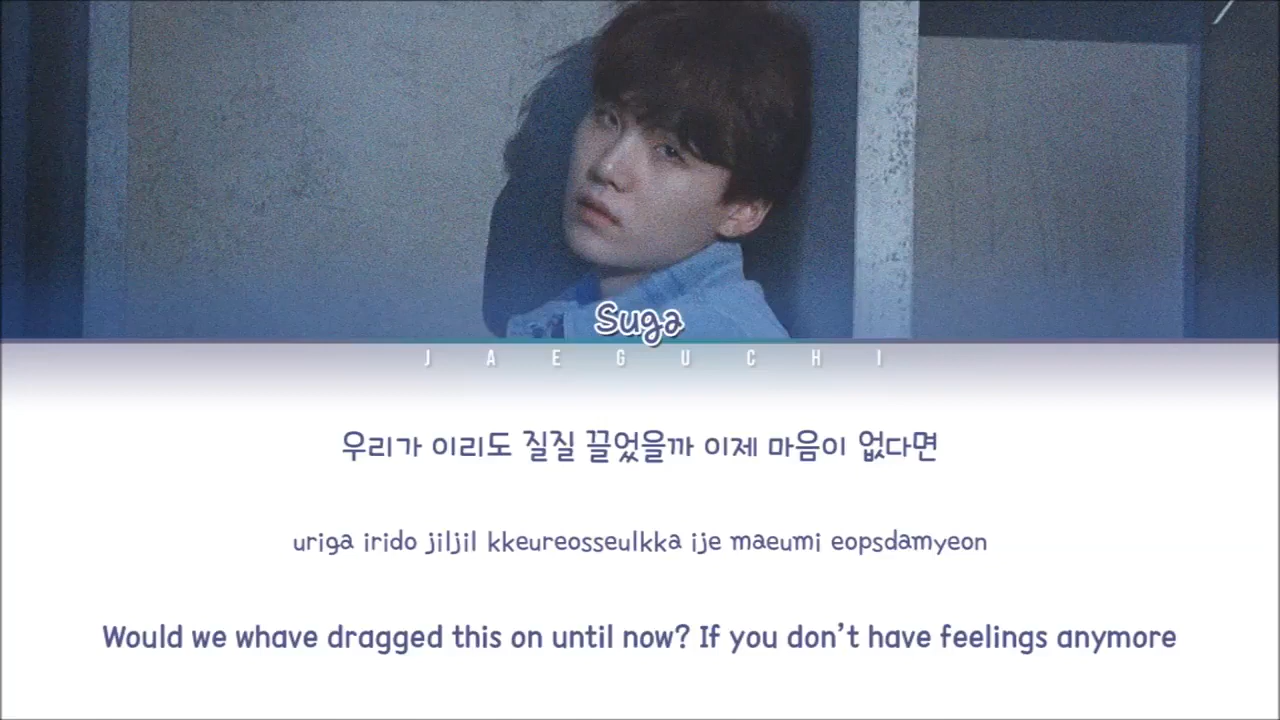 Suga
JAEGUCHI
우리가 이리도 질질 끌었을까 이제 마음이 없다면
uriga irido jiljil kkeureosseulkka ije maeumi eopsdamyeon
Would we whave dragged this on until now? If you don't have feelings anymore